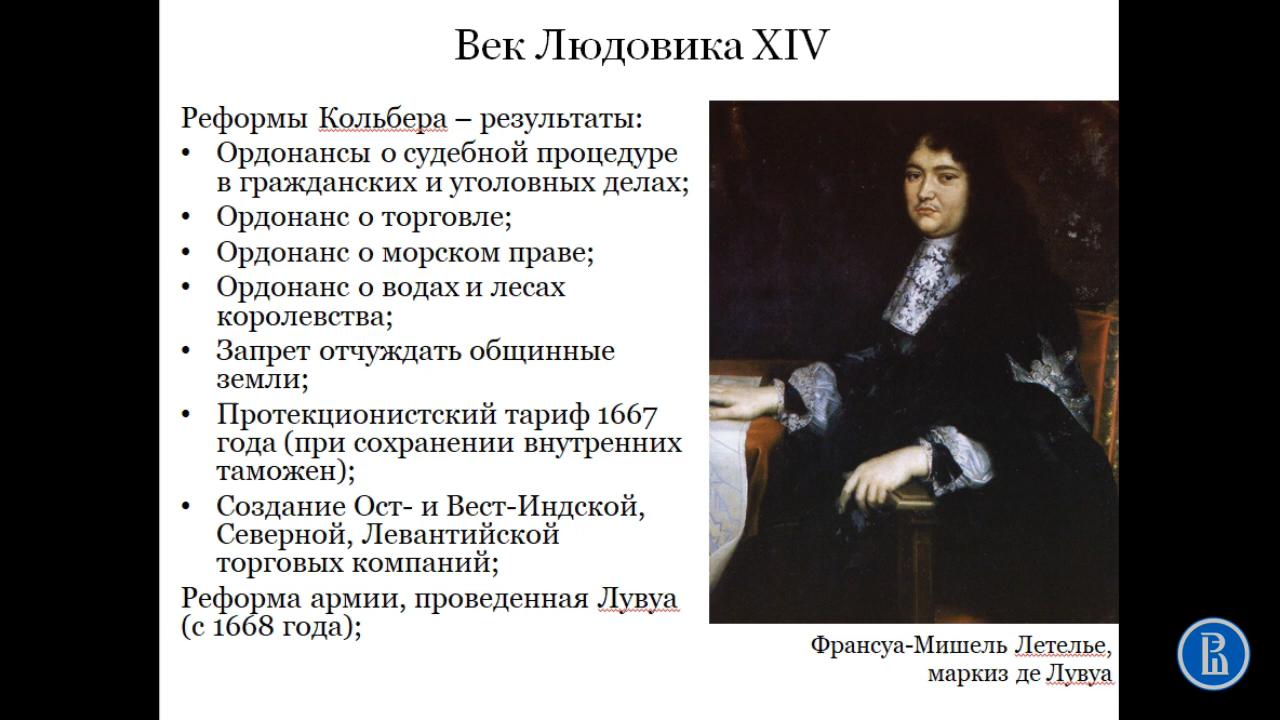 Век Людовика XIV
Реформы Кольбера – результаты:
• Ордонансы о судебной процедуре
в гражданских и уголовных делах;
• Ордонанс о торговле;
• Ордонанс о морском праве;
• Ордонанс о водах и лесах
королевства;
• Запрет отчуждать общинные
земли;
• Протекционистский тариф 1667
года (при сохранении внутренних
таможен);
• Создание Ост- и Вест-Индской,
Северной, Левантийской
торговых компаний;
Реформа армии, проведенная Лувуа
(с 1668 года);
Франсуа-Мишель Летелье,
маркиз де Лувуа